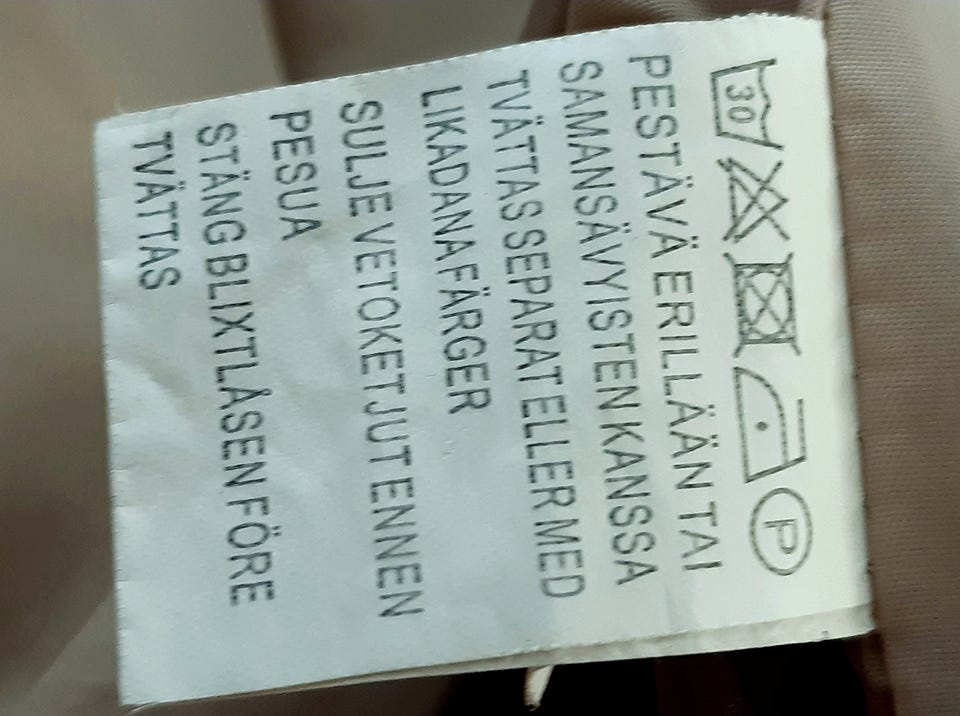 30 P
PESTÄVÄ ERILLÄÄN TAI
SAMANSÄVYISTEN KANSSA
TVÄTTAS SEPARAT ELLER MED
LIKADANA FÄRGER
SULJE VETOKETJUT ENNEN
PESUA
STÄNG BLIXTLÅSEN FÖRE
TVÄTTAS